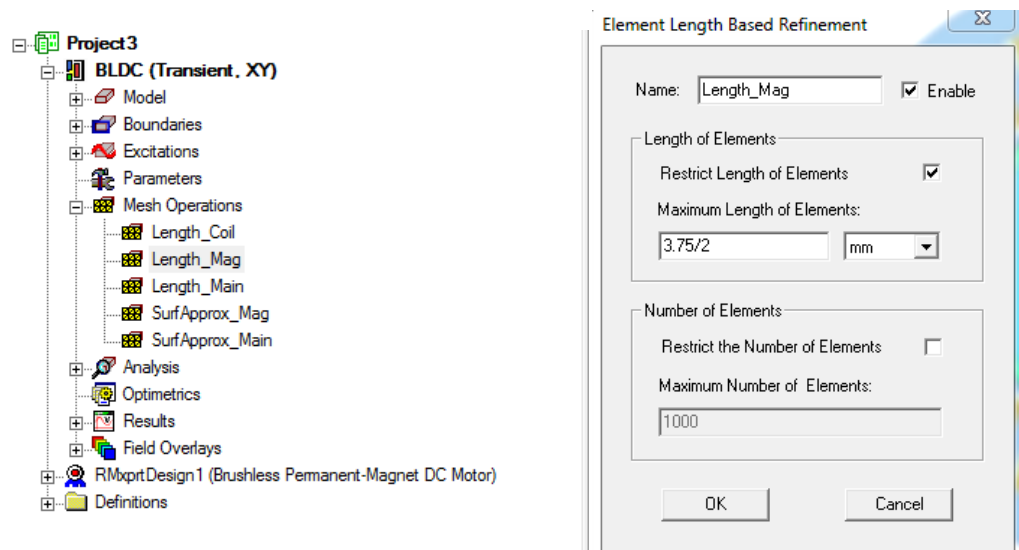 Project3
BLDC (Transient, XY)
Model
Boundaries
Excitations
Parameters
Mesh Operations
Length_Coil
Length_Mag
Length_Main
SurfApprox_Mag
SurfApprox_Main
Analysis
Optimetrics
Results
Field Overlays
RMxprtDesign1 (Brushless Permanent-Magnet DC Motor)
Definitions
Element Length Based Refinement
Name: Length_Mag Enable
Length of Elements
Restrict Length of Elements
Maximum Length of Elements:
3.75/2 mm
Number of Elements
Restrict the Number of Elements
Maximum Number of Elements:
1000
OK Cancel